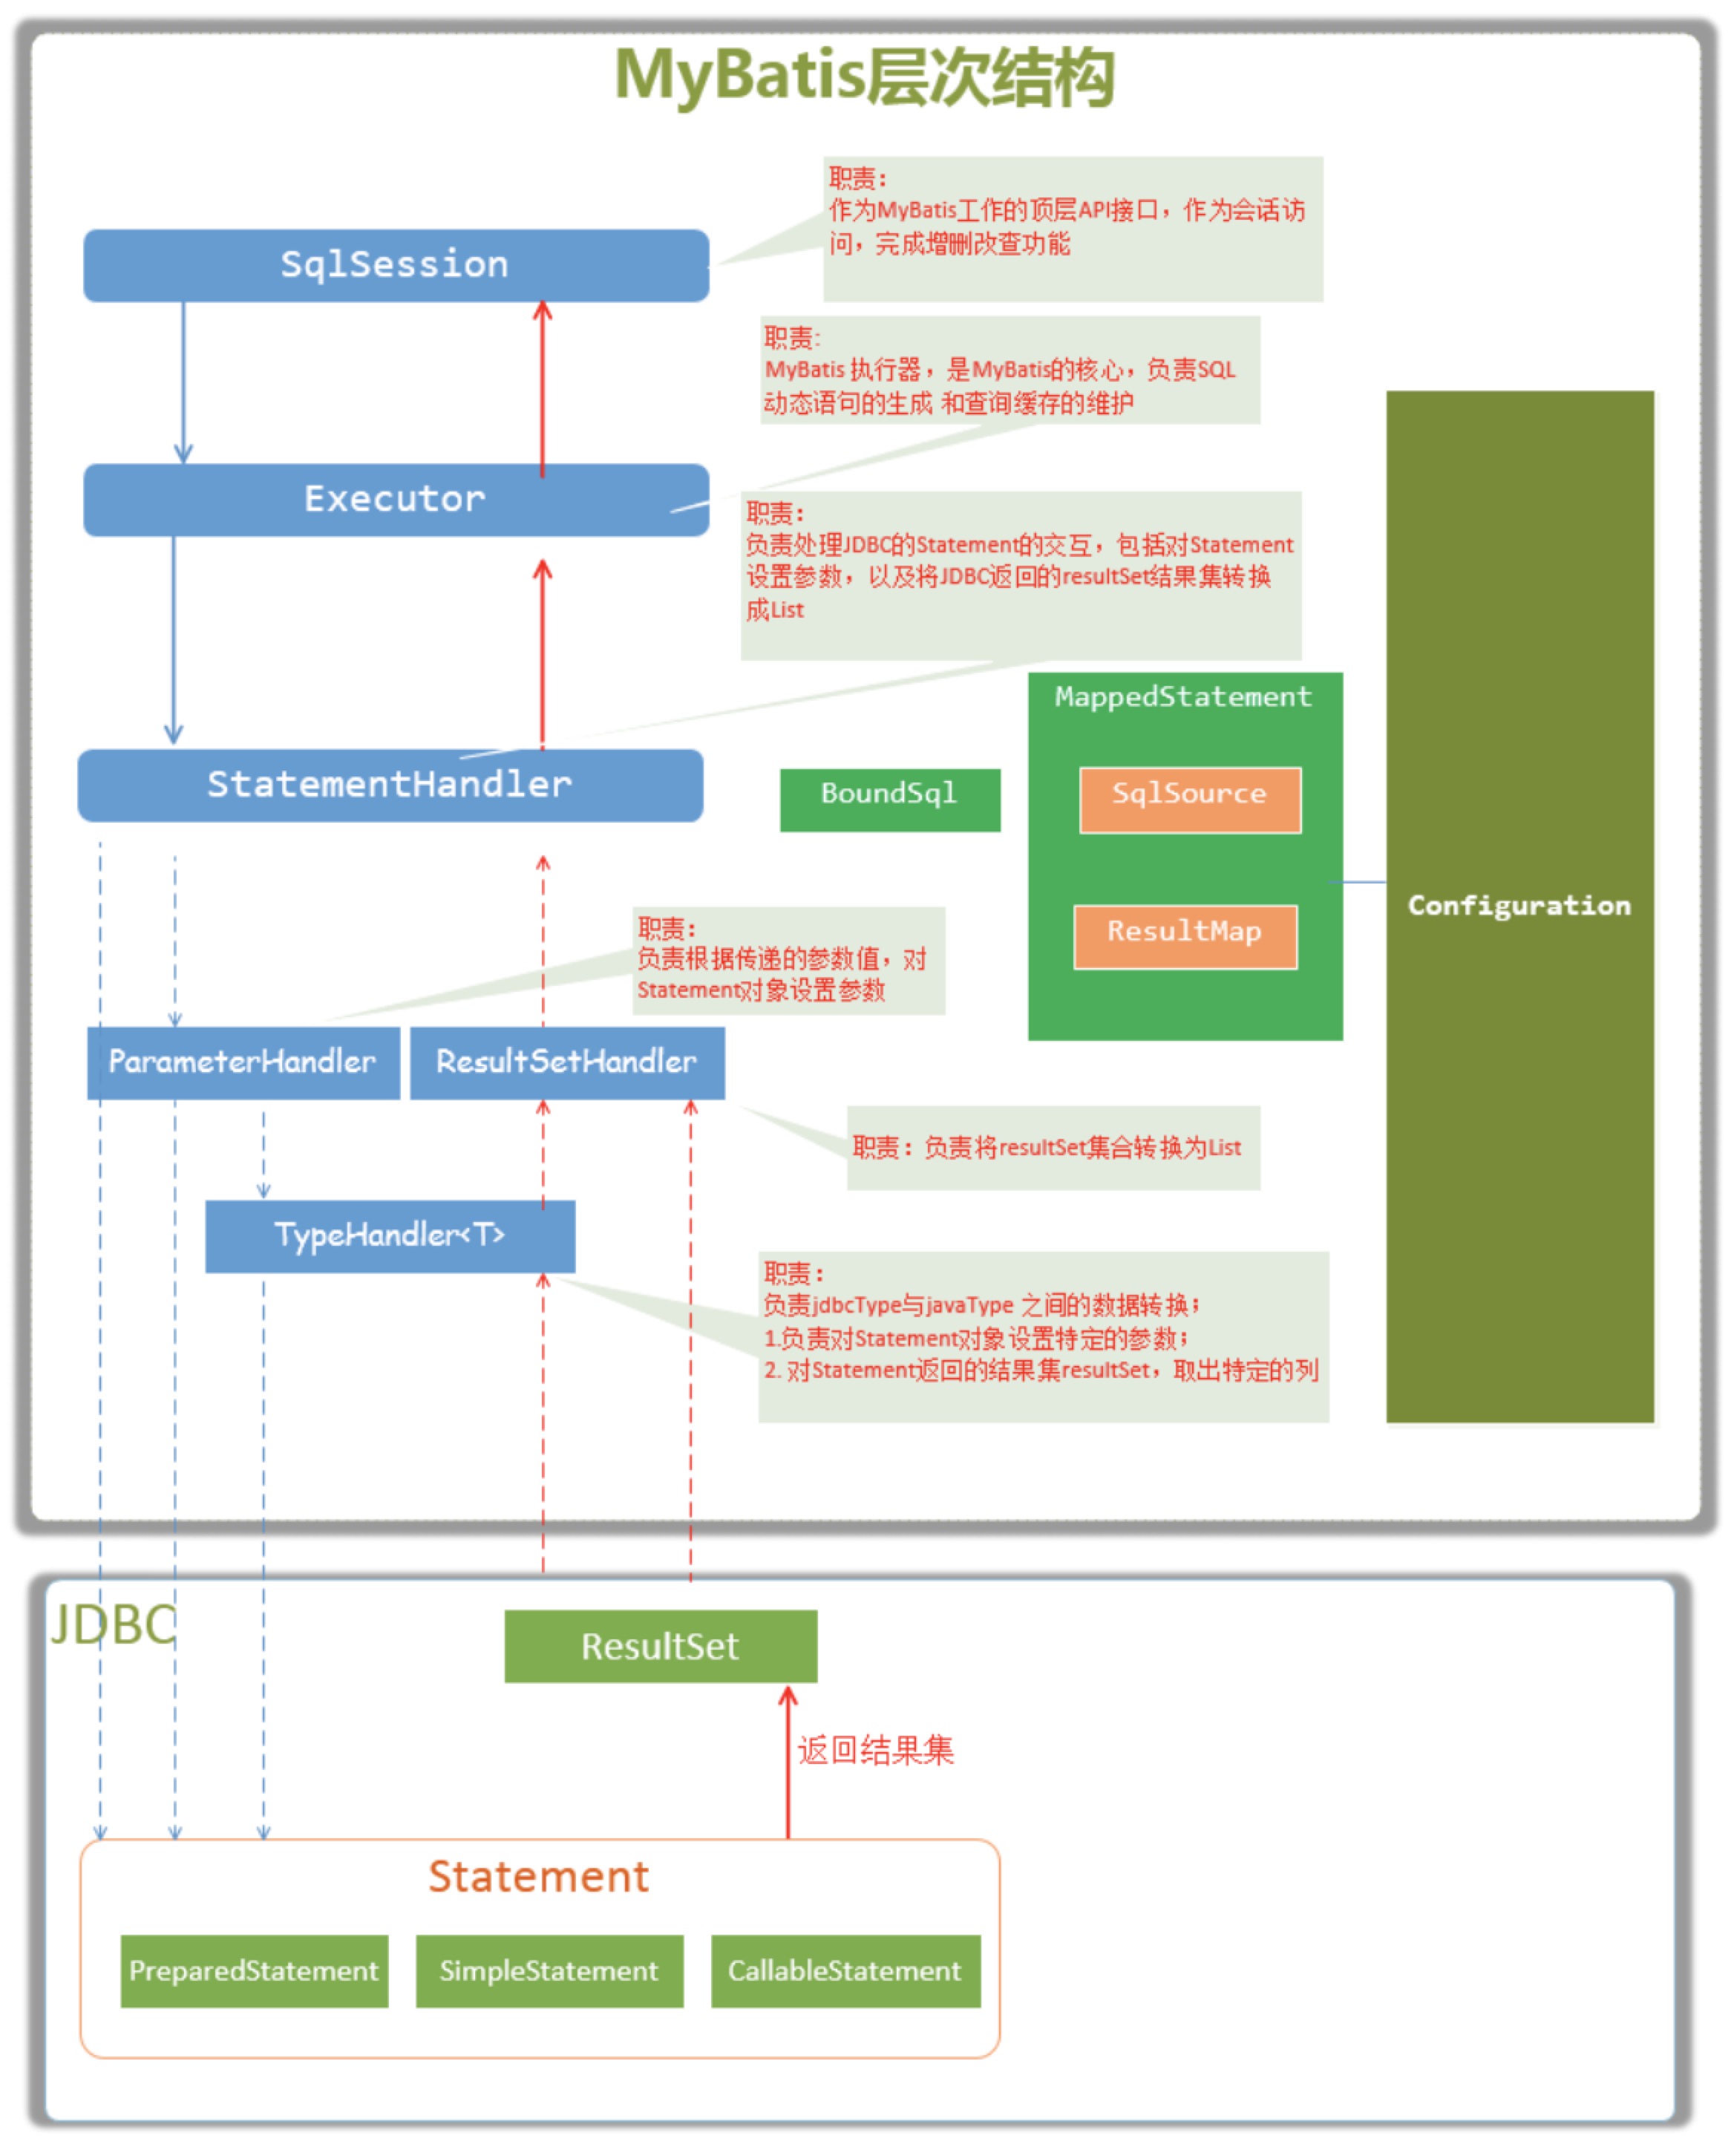 MyBatis层次结构
职责：
作为MyBatis工作的顶层API接口，作为会话访
问，完成增删改查功能
SqlSession
职责:
MyBatis 执行器，是MyBatis的核心，负责SQL
动态语句的生成 和查询缓存的维护
Executor
职责：
负责处理JDBC的Statement的交互，包括对Statement
设置参数，以及将JDBC返回的resultSet结果集转换
成List
MappedStatement
StatementHandler
BoundSql
SqlSource
Configuration
ResultMap
职责：
负责根据传递的参数值，对
Statement对象设置参数
ParameterHandler
ResultSetHandler
职责：负责将resultSet集合转换为List
TypeHandler<T>
职责：
负责jdbcType与javaType 之间的数据转换；
1.负责对Statement对象设置特定的参数；
2. 对Statement返回的结果集resultSet，取出特定的列
JDBC
ResultSet
返回结果集
Statement
PreparedStatement
SimpleStatement
CallableStatement